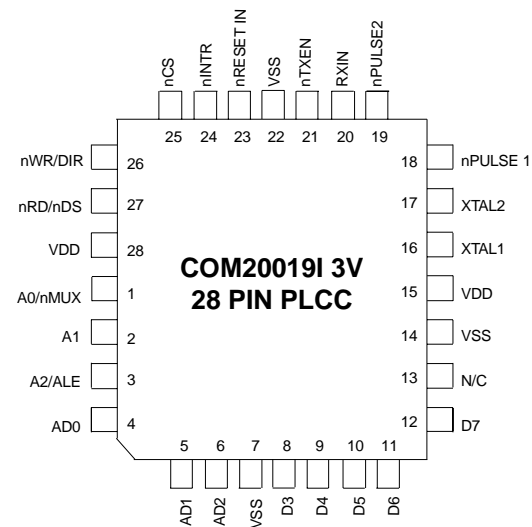 nCS
nINTR
nRESET IN
VSS
nTXEN
RXIN
nPULSE2
25
24
23
22
21
20
19
nWR/DIR
26
18
nPULSE 1
nRD/nDS
27
17
XTAL2
VDD
28
16
XTAL1
A0/nMUX
1
15
VDD
A1
2
14
VSS
A2/ALE
3
13
N/C
AD0
4
12
D7
COM20019I 3V
28 PIN PLCC
5
6
7
8
9
10
11
AD1
AD2
VSS
D3
D4
D5
D6